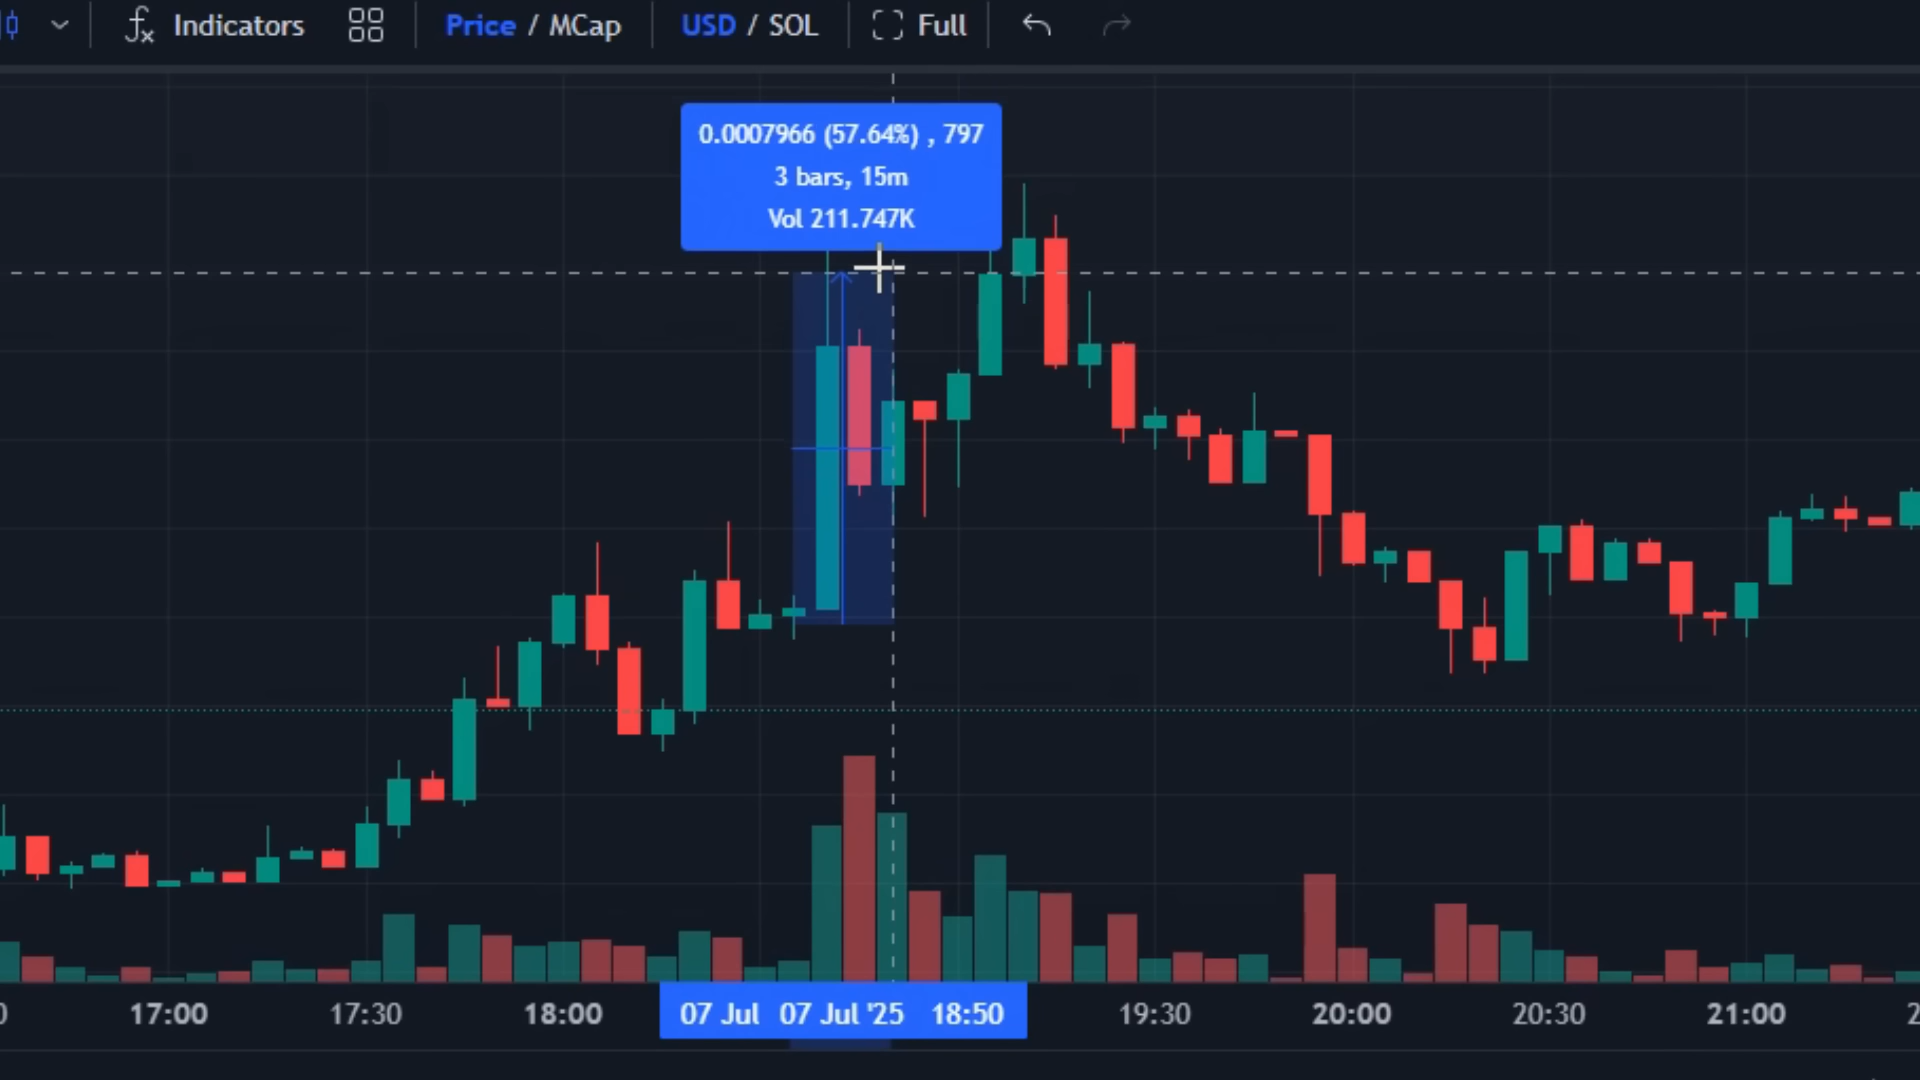 Indicators Price / MCap USD / SOL Full
0.0007966 (57.64%) , 797
3 bars, 15m
Vol 211.747K
17:00 17:30 18:00 07 Jul 07 Jul '25 18:50 19:30 20:00 20:30 21:00